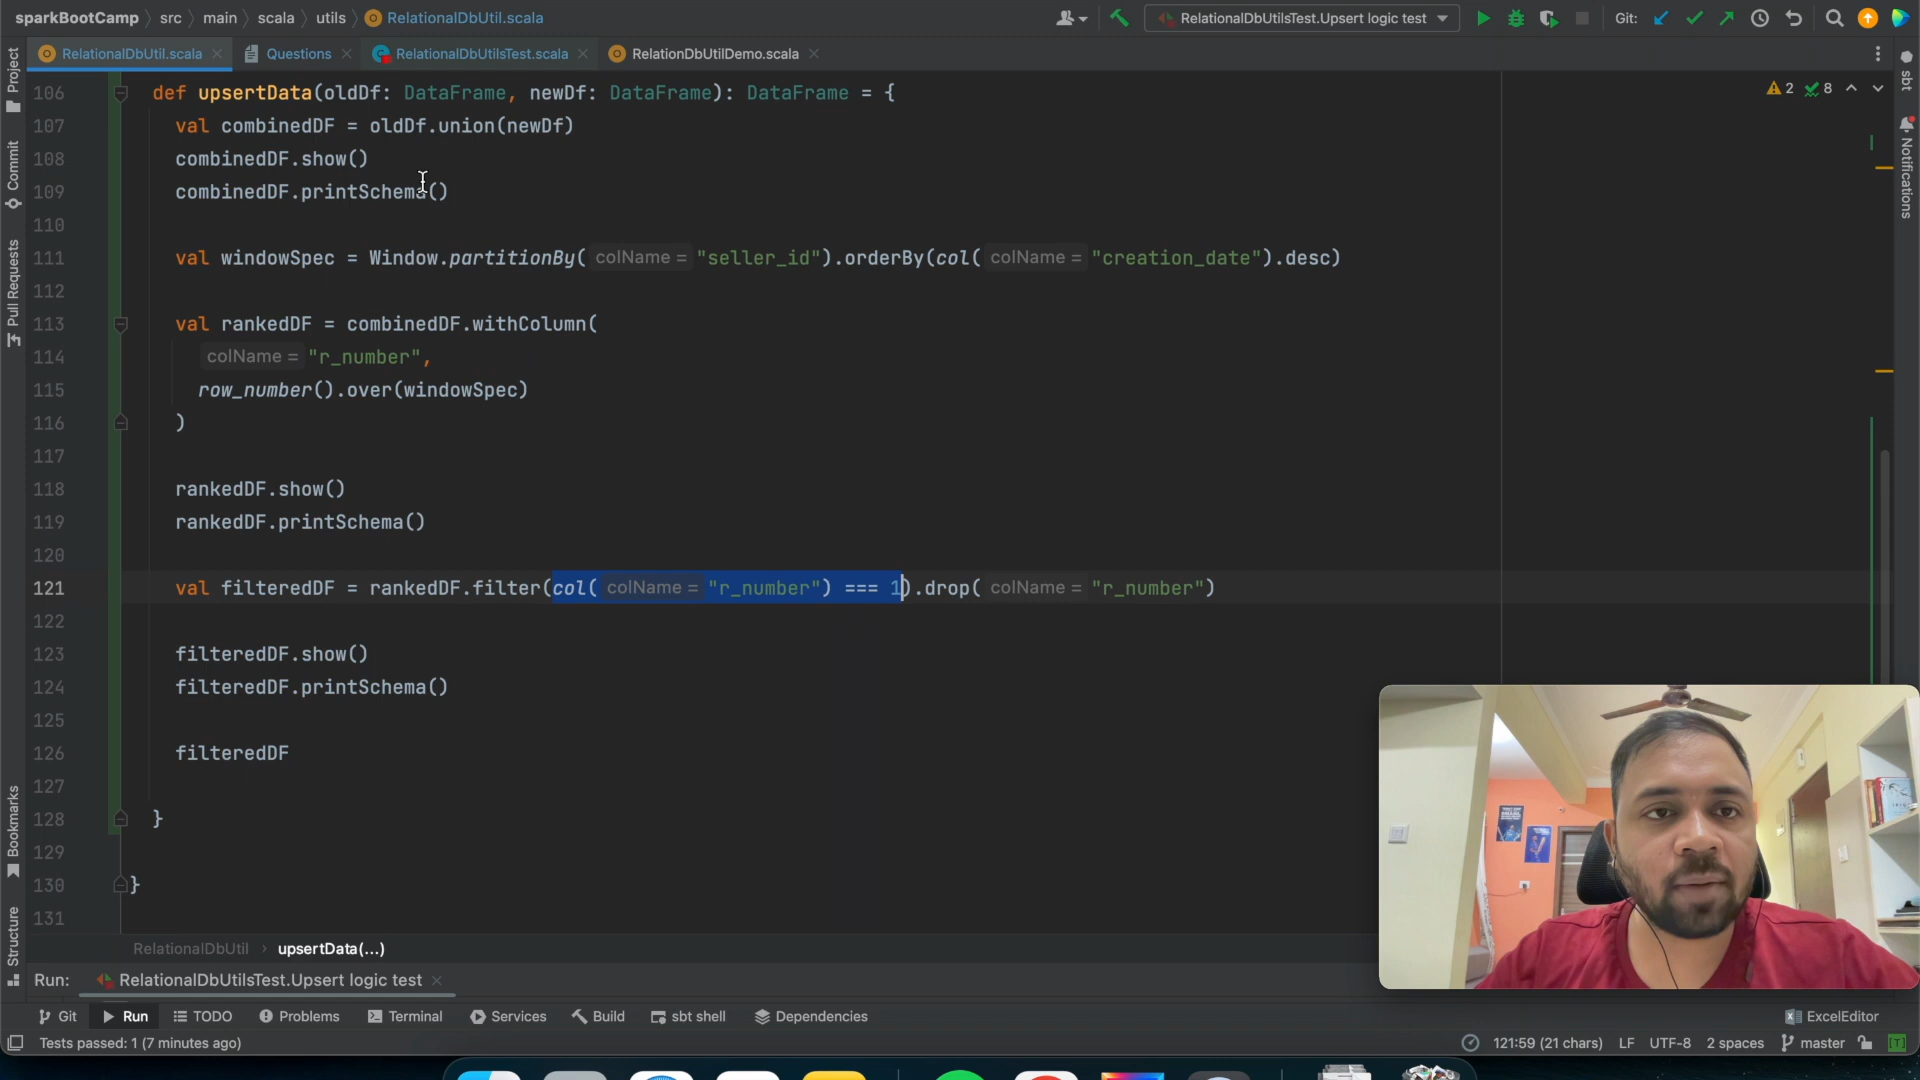 sparkBootCamp src main scala utils RelationalDbUtil.scala RelationalDbUtilsTest.Upsert logic test Git:
RelationalDbUtil.scala Questions RelationalDbUtilsTest.scala RelationDbUtilDemo.scala
Project
Commit
Pull Requests
Bookmarks
Structure
sbt
Notifications
2 8
106 def upsertData(oldDf: DataFrame, newDf: DataFrame): DataFrame = {
107 val combinedDF = oldDf.union(newDf)
108 combinedDF.show()
109 combinedDF.printSchema()
110
111 val windowSpec = Window.partitionBy( colName = "seller_id").orderBy(col( colName = "creation_date").desc)
112
113 val rankedDF = combinedDF.withColumn(
114 colName = "r_number",
115 row_number().over(windowSpec)
116 )
117
118 rankedDF.show()
119 rankedDF.printSchema()
120
121 val filteredDF = rankedDF.filter(col( colName = "r_number") === 1).drop( colName = "r_number")
122
123 filteredDF.show()
124 filteredDF.printSchema()
125
126 filteredDF
127
128 }
129
130 }
131
RelationalDbUtil upsertData(...)
Run: RelationalDbUtilsTest.Upsert logic test
Git Run TODO Problems Terminal Services Build sbt shell Dependencies ExcelEditor
Tests passed: 1 (7 minutes ago) 121:59 (21 chars) LF UTF-8 2 spaces master [T]